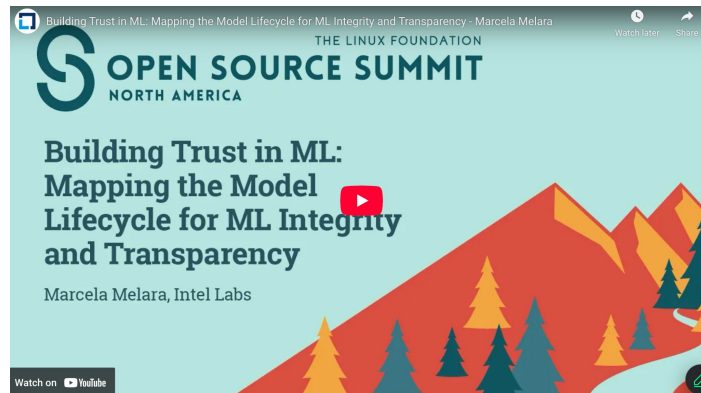 Building Trust in ML: Mapping the Model Lifecycle for ML Integrity and Transparency - Marcela Melara
Watch later
Share
THE LINUX FOUNDATION
OPEN SOURCE SUMMIT
NORTH AMERICA
Building Trust in ML:
Mapping the Model
Lifecycle for ML Integrity
and Transparency
Marcela Melara, Intel Labs
Watch on YouTube